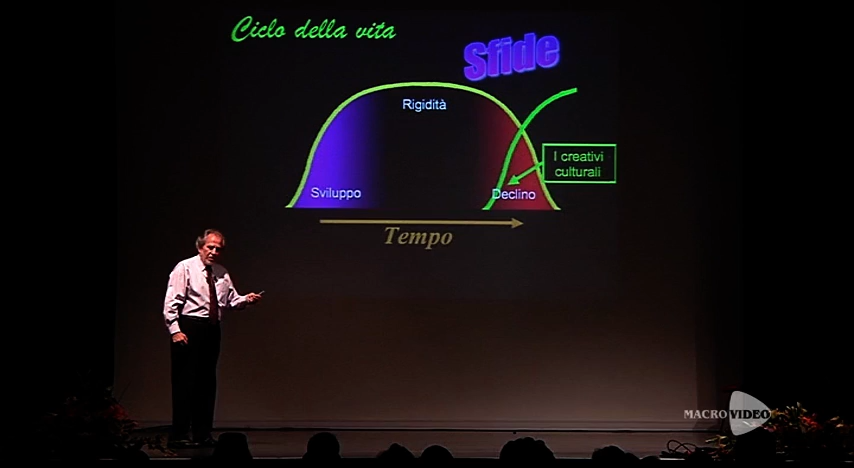 Ciclo della vita
Sfide
Rigidità
I creativi
culturali
Sviluppo
Declino
Tempo
MACROVIDEO